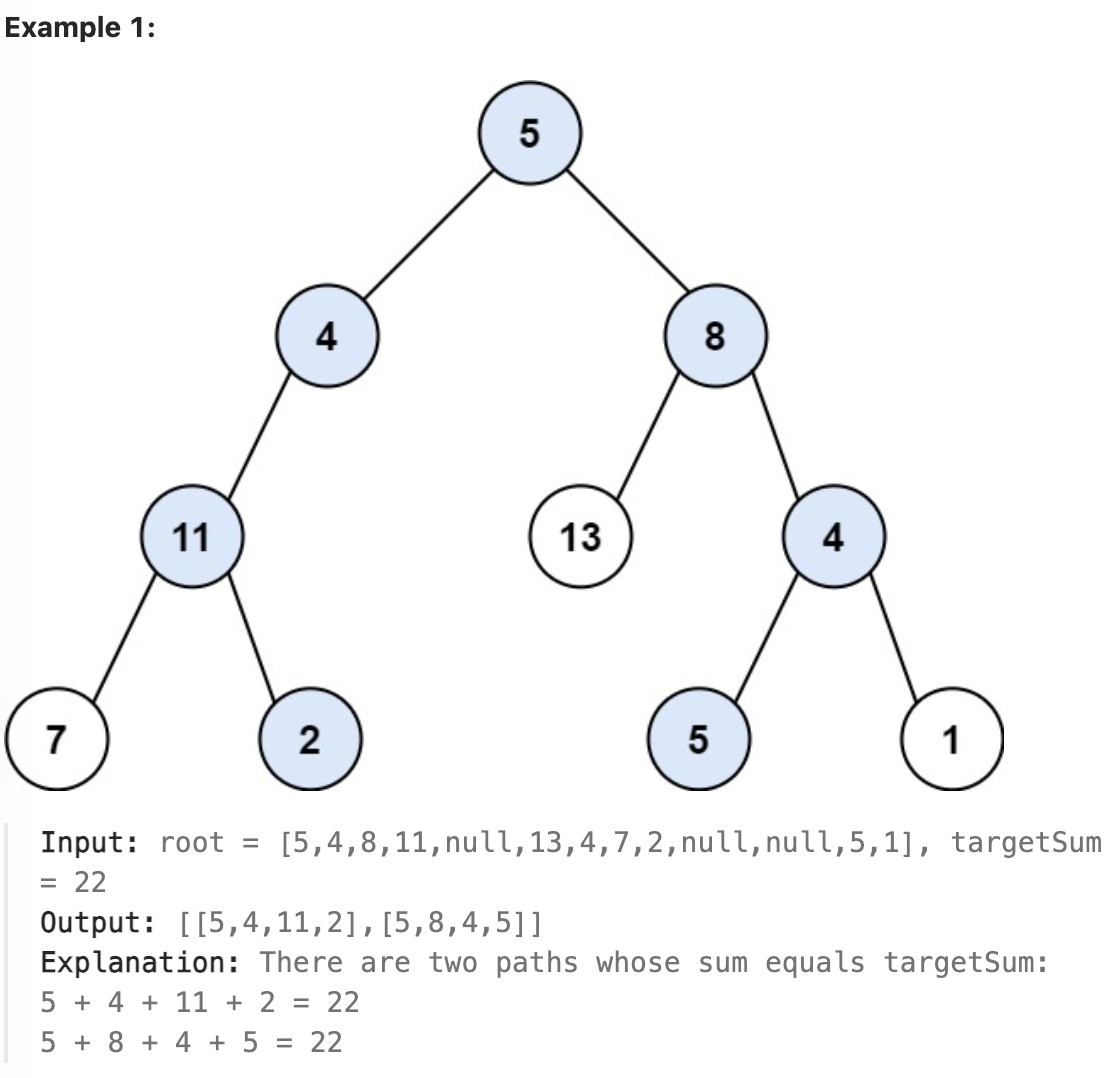 Example 1:
5
4
8
11
13
4
7
2
5
1
Input: root = [5,4,8,11,null,13,4,7,2,null,null,5,1], targetSum
= 22
Output: [[5,4,11,2],[5,8,4,5]]
Explanation: There are two paths whose sum equals targetSum:
5 + 4 + 11 + 2 = 22
5 + 8 + 4 + 5 = 22